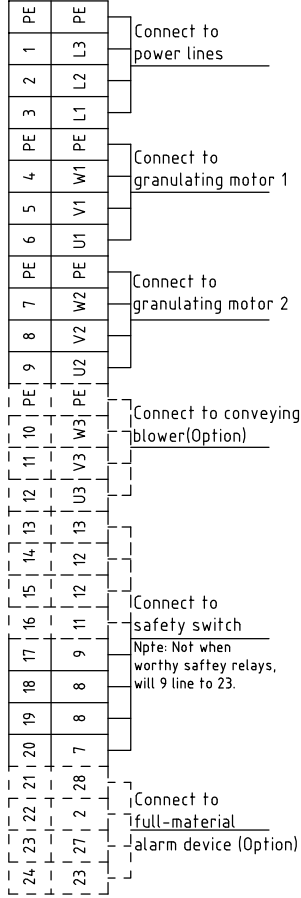 PE PE
1 L3
2 L2
3 L1
Connect to
power lines
PE PE
4 W1
5 V1
6 U1
Connect to
granulating motor 1
PE PE
7 W2
8 V2
9 U2
Connect to
granulating motor 2
PE PE
10 W3
11 V3
12 U3
Connect to conveying
blower(Option)
13 13
14 12
15 12
16 11
17 9
18 8
19 8
20 7
Connect to
safety switch
Npte: Not when
worthy saftey relays,
will 9 line to 23.
21 28
22 2
23 27
24 23
Connect to
full-material
alarm device (Option)